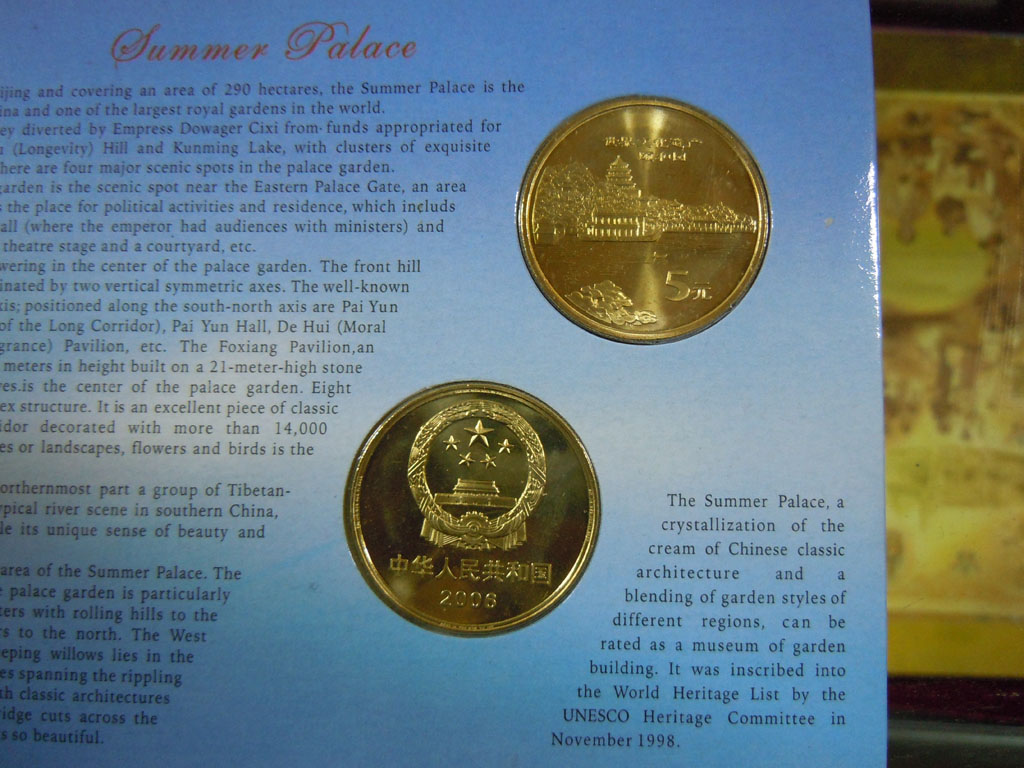 Summer Palace
ijing and covering an area of 290 hectares, the Summer Palace is the
ina and one of the largest royal gardens in the world.
ey diverted by Empress Dowager Cixi from funds appropriated for
(Longevity) Hill and Kunming Lake, with clusters of exquisite
here are four major scenic spots in the palace garden.
garden is the scenic spot near the Eastern Palace Gate, an area
s the place for political activities and residence, which includs
all (where the emperor had audiences with ministers) and
theatre stage and a courtyard, etc.
wering in the center of the palace garden. The front hill
inated by two vertical symmetric axes. The well-known
xis; positioned along the south-north axis are Pai Yun
of the Long Corridor), Pai Yun Hall, De Hui (Moral
grance) Pavilion, etc. The Foxiang Pavilion,an
meters in height built on a 21-meter-high stone
res.is the center of the palace garden. Eight
ex structure. It is an excellent piece of classic
idor decorated with more than 14,000
es or landscapes, flowers and birds is the
orthernmost part a group of Tibetan-
ypical river scene in southern China,
le its unique sense of beauty and
area of the Summer Palace. The
e palace garden is particularly
ters with rolling hills to the
rs to the north. The West
eping willows lies in the
es spanning the rippling
th classic architectures
ridge cuts across the
s so beautiful.
世界文化遗产
颐和园
5元
中华人民共和国
2006
The Summer Palace, a
crystallization of the
cream of Chinese classic
architecture and a
blending of garden styles of
different regions, can be
rated as a museum of garden
building. It was inscribed into
the World Heritage List by the
UNESCO Heritage Committee in
November 1998.